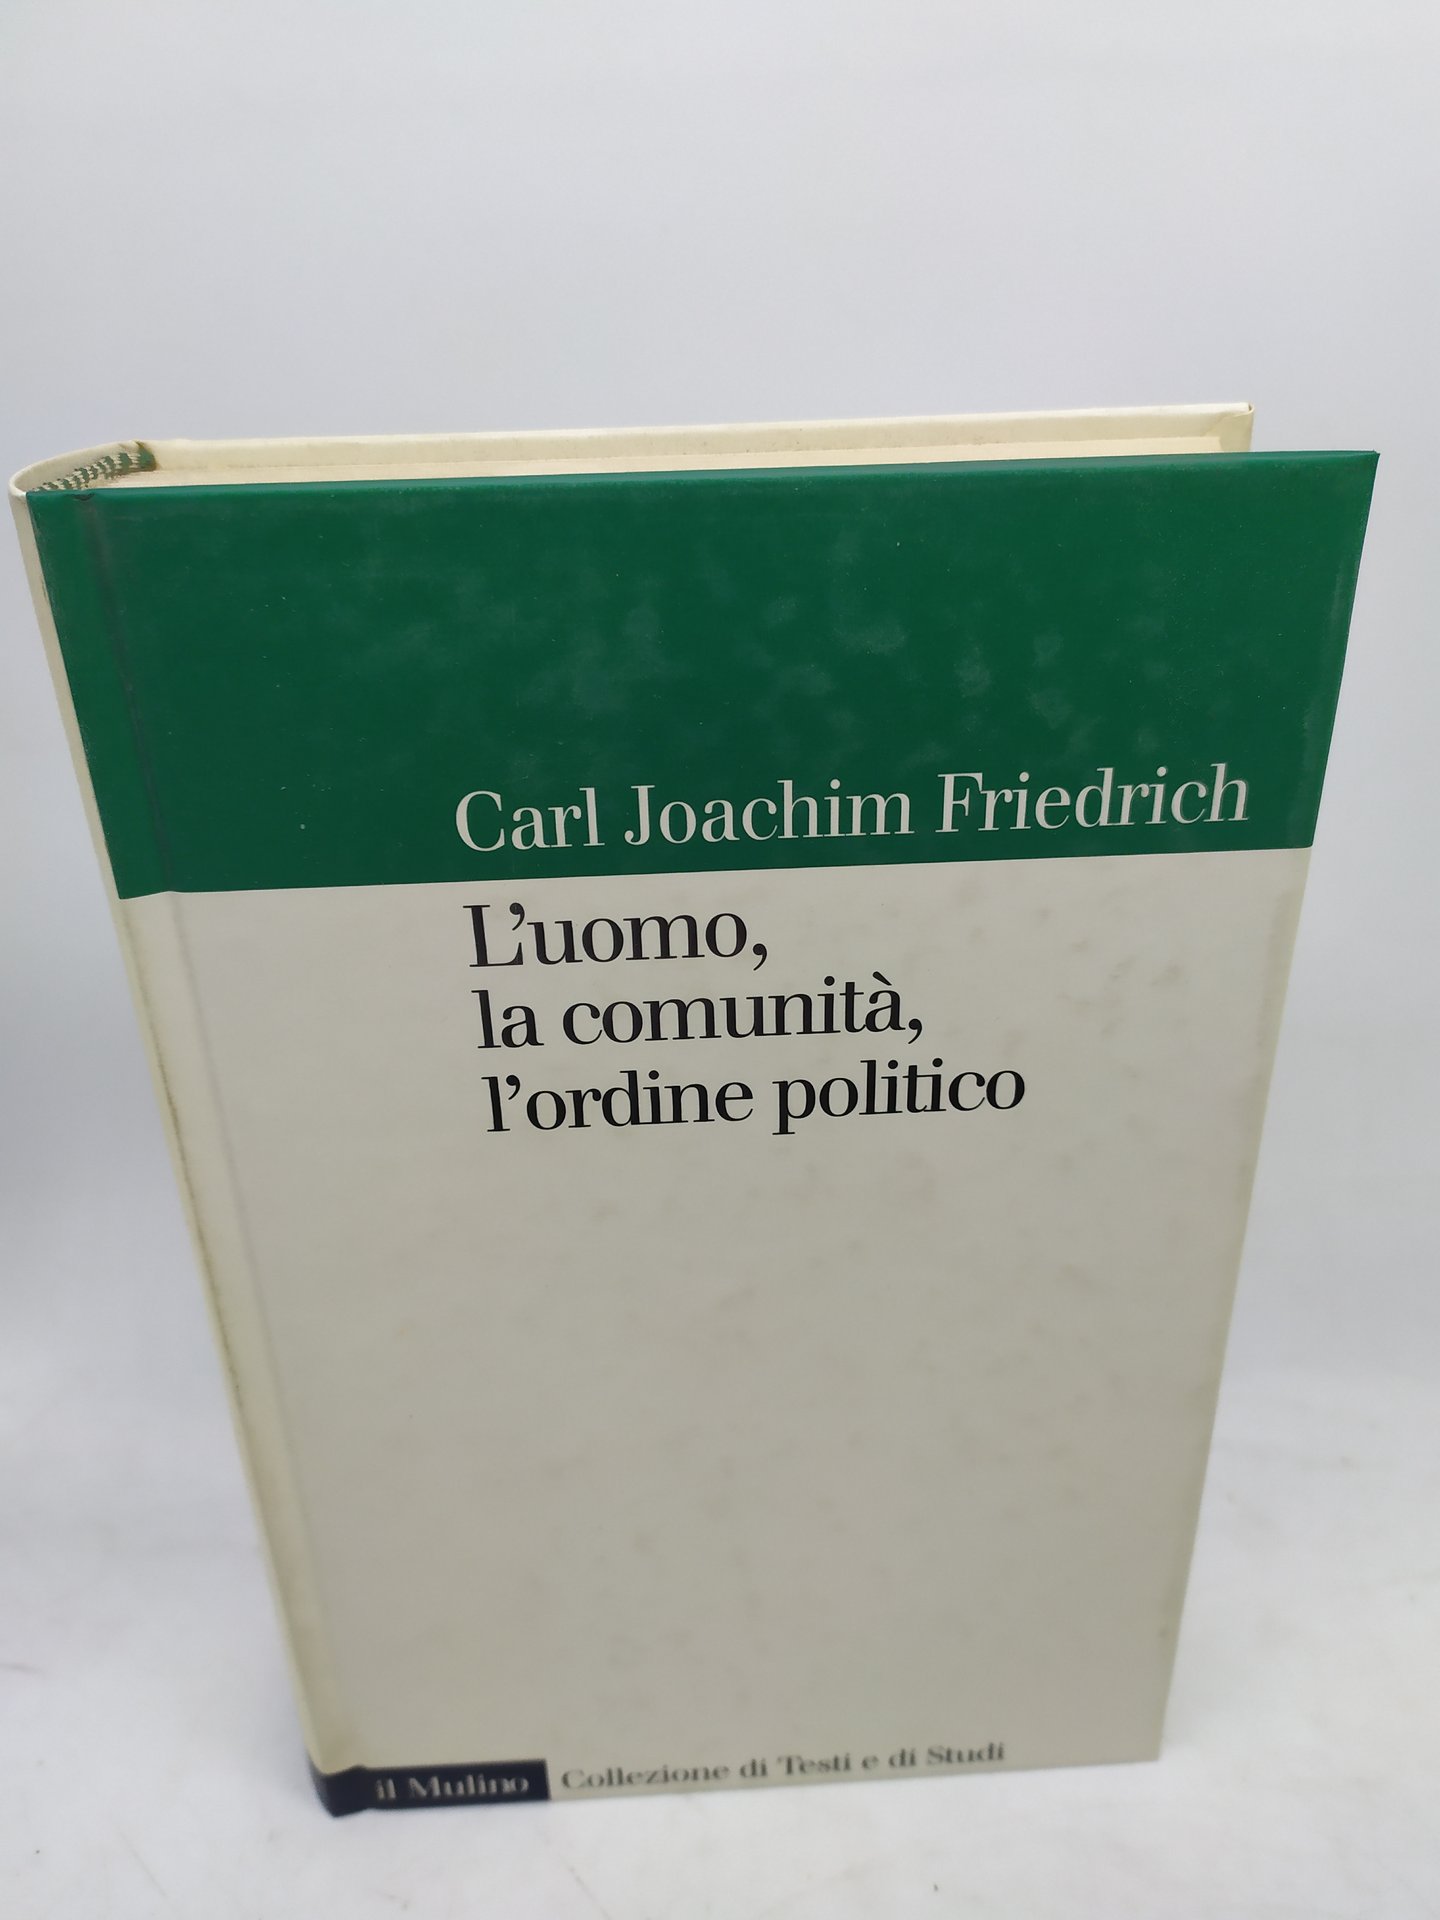 Carl Joachim Friedrich
L'uomo,
la comunità,
l'ordine politico
il Mulino Collezione di Testi e di Studi